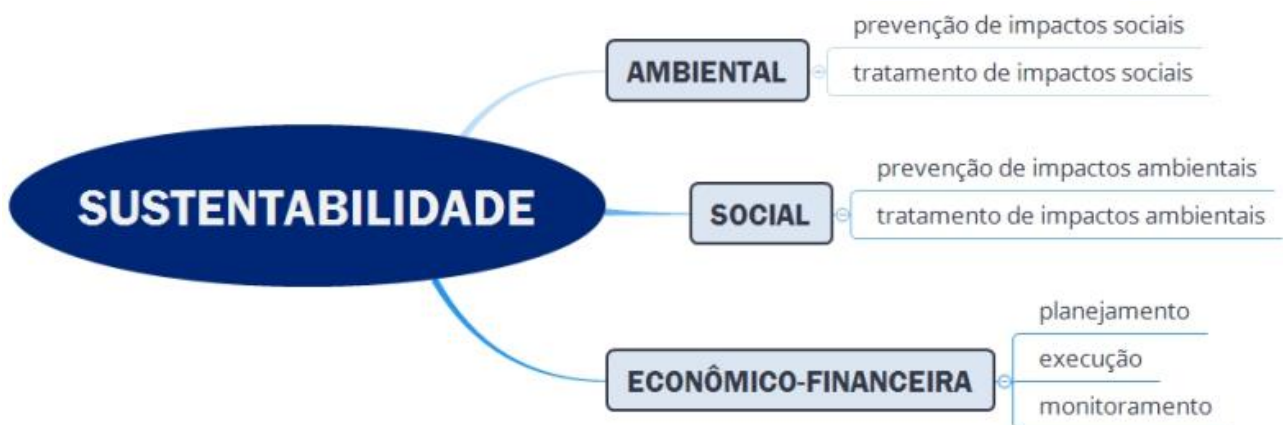 SUSTENTABILIDADE
AMBIENTAL
prevenção de impactos sociais
tratamento de impactos sociais
SOCIAL
prevenção de impactos ambientais
tratamento de impactos ambientais
ECONÔMICO-FINANCEIRA
planejamento
execução
monitoramento